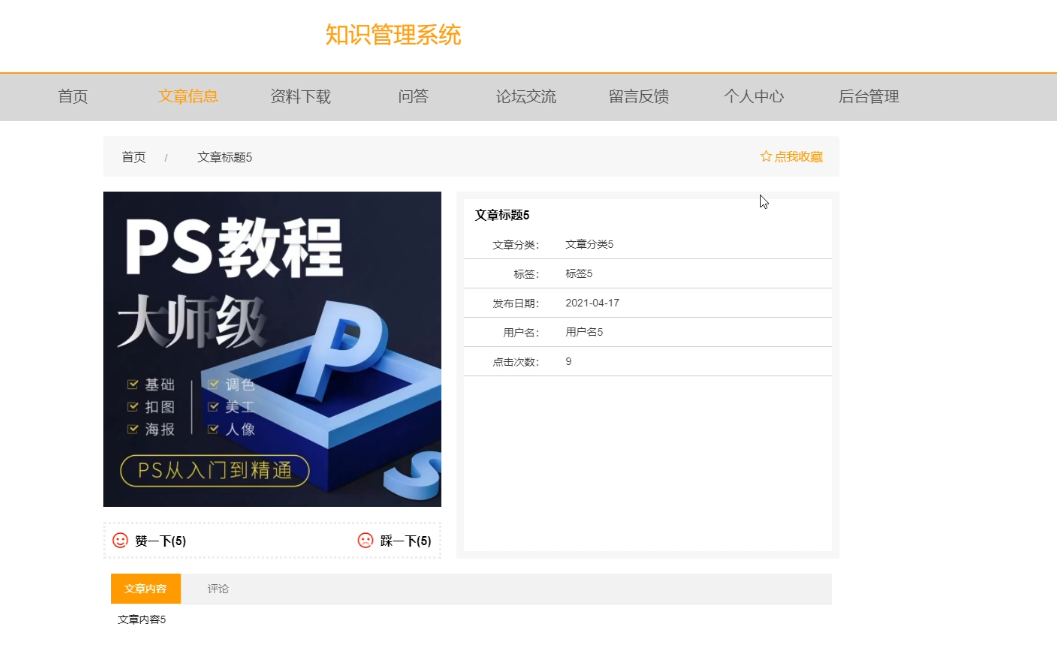 知识管理系统
首页 文章信息 资料下载 问答 论坛交流 留言反馈 个人中心 后台管理
首页 / 文章标题5 点我收藏
PS教程
大师级
基础 调色
扣图 美工
海报 人像
PS从入门到精通
P
S
赞一下(5) 踩一下(5)
文章标题5
文章分类： 文章分类5
标签： 标签5
发布日期： 2021-04-17
用户名： 用户名5
点击次数： 9
文章内容 评论
文章内容5